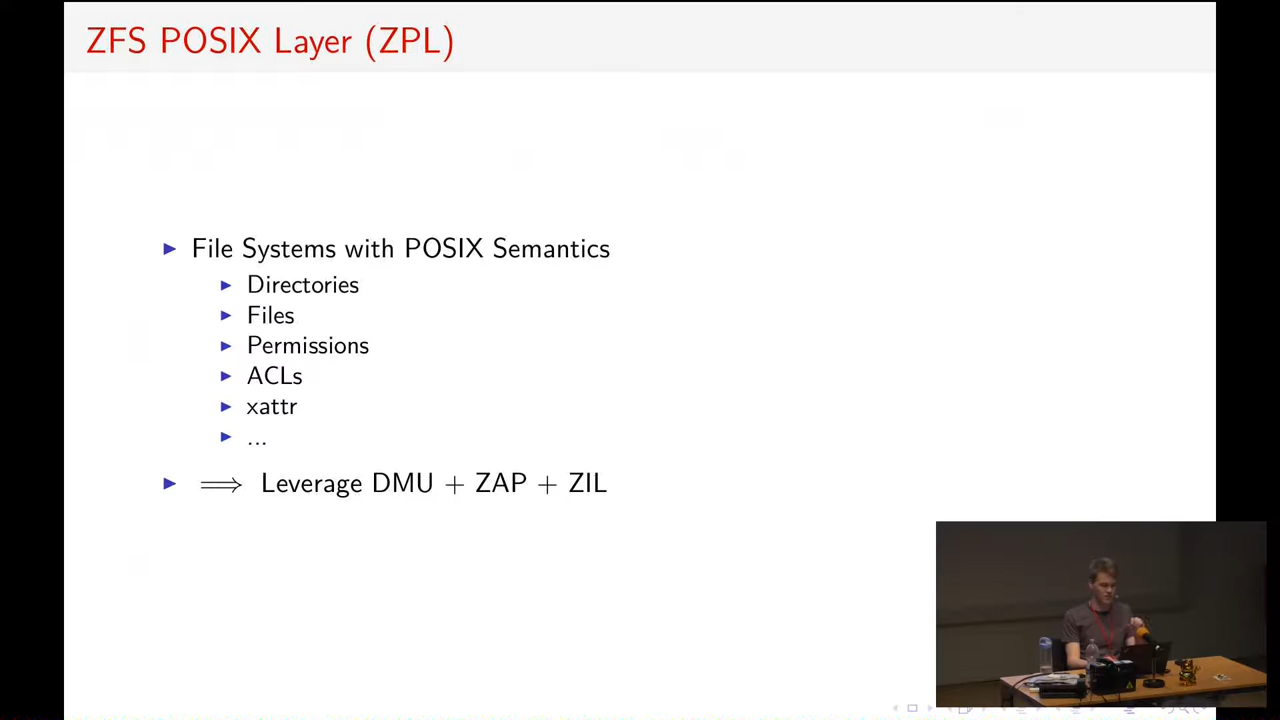 ZFS POSIX Layer (ZPL)
File Systems with POSIX Semantics
Directories
Files
Permissions
ACLs
xattr
...
⟹ Leverage DMU + ZAP + ZIL